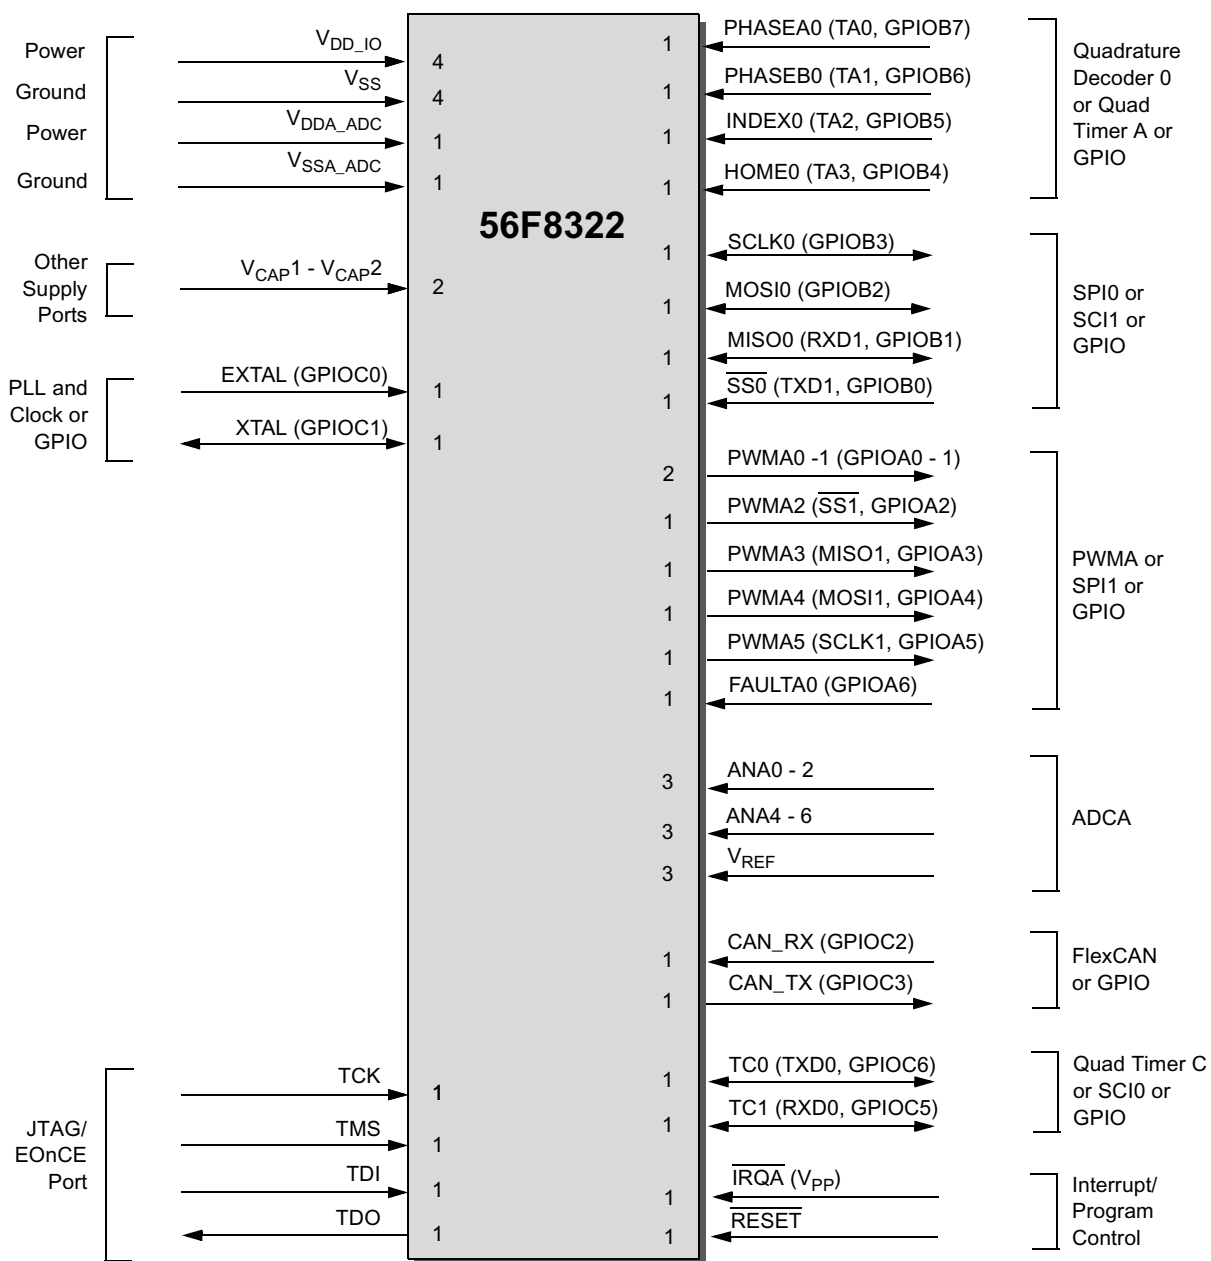 56F8322
Power
Ground
Power
Ground
VDD_IO
4
VSS
4
VDDA_ADC
1
VSSA_ADC
1
Other
Supply
Ports
VCAP1 - VCAP2
2
PLL and
Clock or
GPIO
EXTAL (GPIOC0)
1
XTAL (GPIOC1)
1
JTAG/
EOnCE
Port
TCK
1
TMS
1
TDI
1
TDO
1
1
PHASEA0 (TA0, GPIOB7)
1
PHASEB0 (TA1, GPIOB6)
1
INDEX0 (TA2, GPIOB5)
1
HOME0 (TA3, GPIOB4)
Quadrature
Decoder 0
or Quad
Timer A or
GPIO
1
SCLK0 (GPIOB3)
1
MOSI0 (GPIOB2)
1
MISO0 (RXD1, GPIOB1)
1
SS0 (TXD1, GPIOB0)
SPI0 or
SCI1 or
GPIO
2
PWMA0 -1 (GPIOA0 - 1)
1
PWMA2 (SS1, GPIOA2)
1
PWMA3 (MISO1, GPIOA3)
1
PWMA4 (MOSI1, GPIOA4)
1
PWMA5 (SCLK1, GPIOA5)
1
FAULTA0 (GPIOA6)
PWMA or
SPI1 or
GPIO
3
ANA0 - 2
3
ANA4 - 6
3
VREF
ADCA
1
CAN_RX (GPIOC2)
1
CAN_TX (GPIOC3)
FlexCAN
or GPIO
1
TC0 (TXD0, GPIOC6)
1
TC1 (RXD0, GPIOC5)
Quad Timer C
or SCI0 or
GPIO
1
IRQA (VPP)
1
RESET
Interrupt/
Program
Control